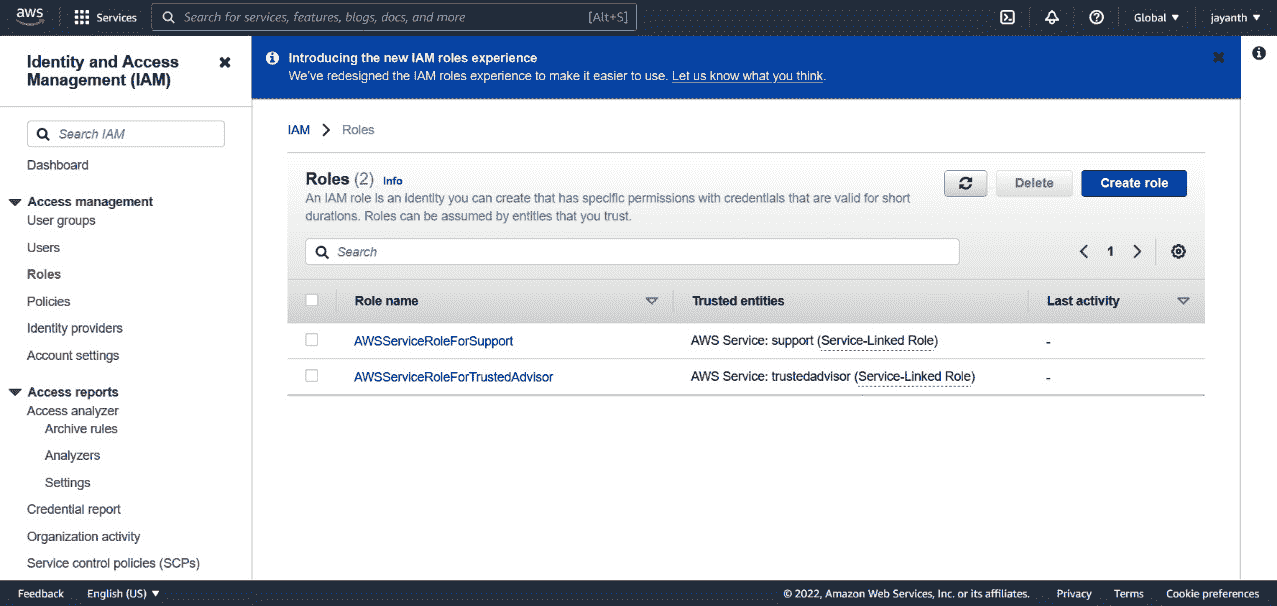 aws Services Search for services, features, blogs, docs, and more [Alt+S] Global jayanth
Identity and Access
Management (IAM)
Introducing the new IAM roles experience
We've redesigned the IAM roles experience to make it easier to use. Let us know what you think.
Search IAM
Dashboard
Access management
User groups
Users
Roles
Policies
Identity providers
Account settings
Access reports
Access analyzer
Archive rules
Analyzers
Settings
Credential report
Organization activity
Service control policies (SCPs)
IAM Roles
Roles (2) Info
An IAM role is an identity you can create that has specific permissions with credentials that are valid for short
durations. Roles can be assumed by entities that you trust.
Delete Create role
Search
1
Role name Trusted entities Last activity
AWSServiceRoleForSupport AWS Service: support (Service-Linked Role) -
AWSServiceRoleForTrustedAdvisor AWS Service: trustedadvisor (Service-Linked Role) -
Feedback English (US) © 2022, Amazon Web Services, Inc. or its affiliates. Privacy Terms Cookie preferences